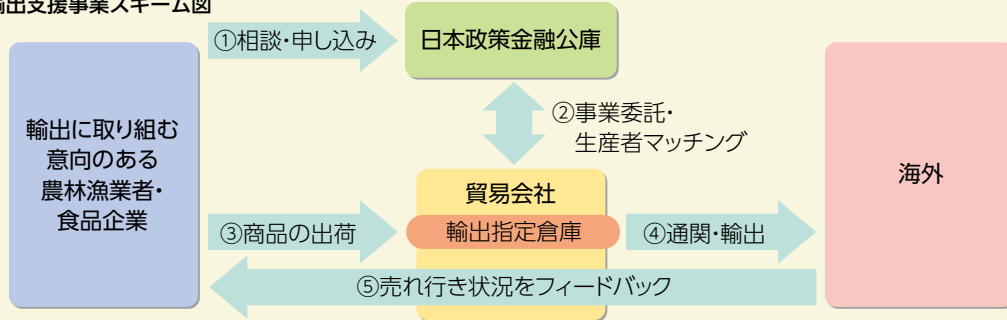 輸出支援事業スキーム図
①相談・申し込み
日本政策金融公庫
輸出に取り組む
意向のある
農林漁業者・
食品企業
②事業委託・
生産者マッチング
海外
貿易会社
③商品の出荷
輸出指定倉庫
④通関・輸出
⑤売れ行き状況をフィードバック